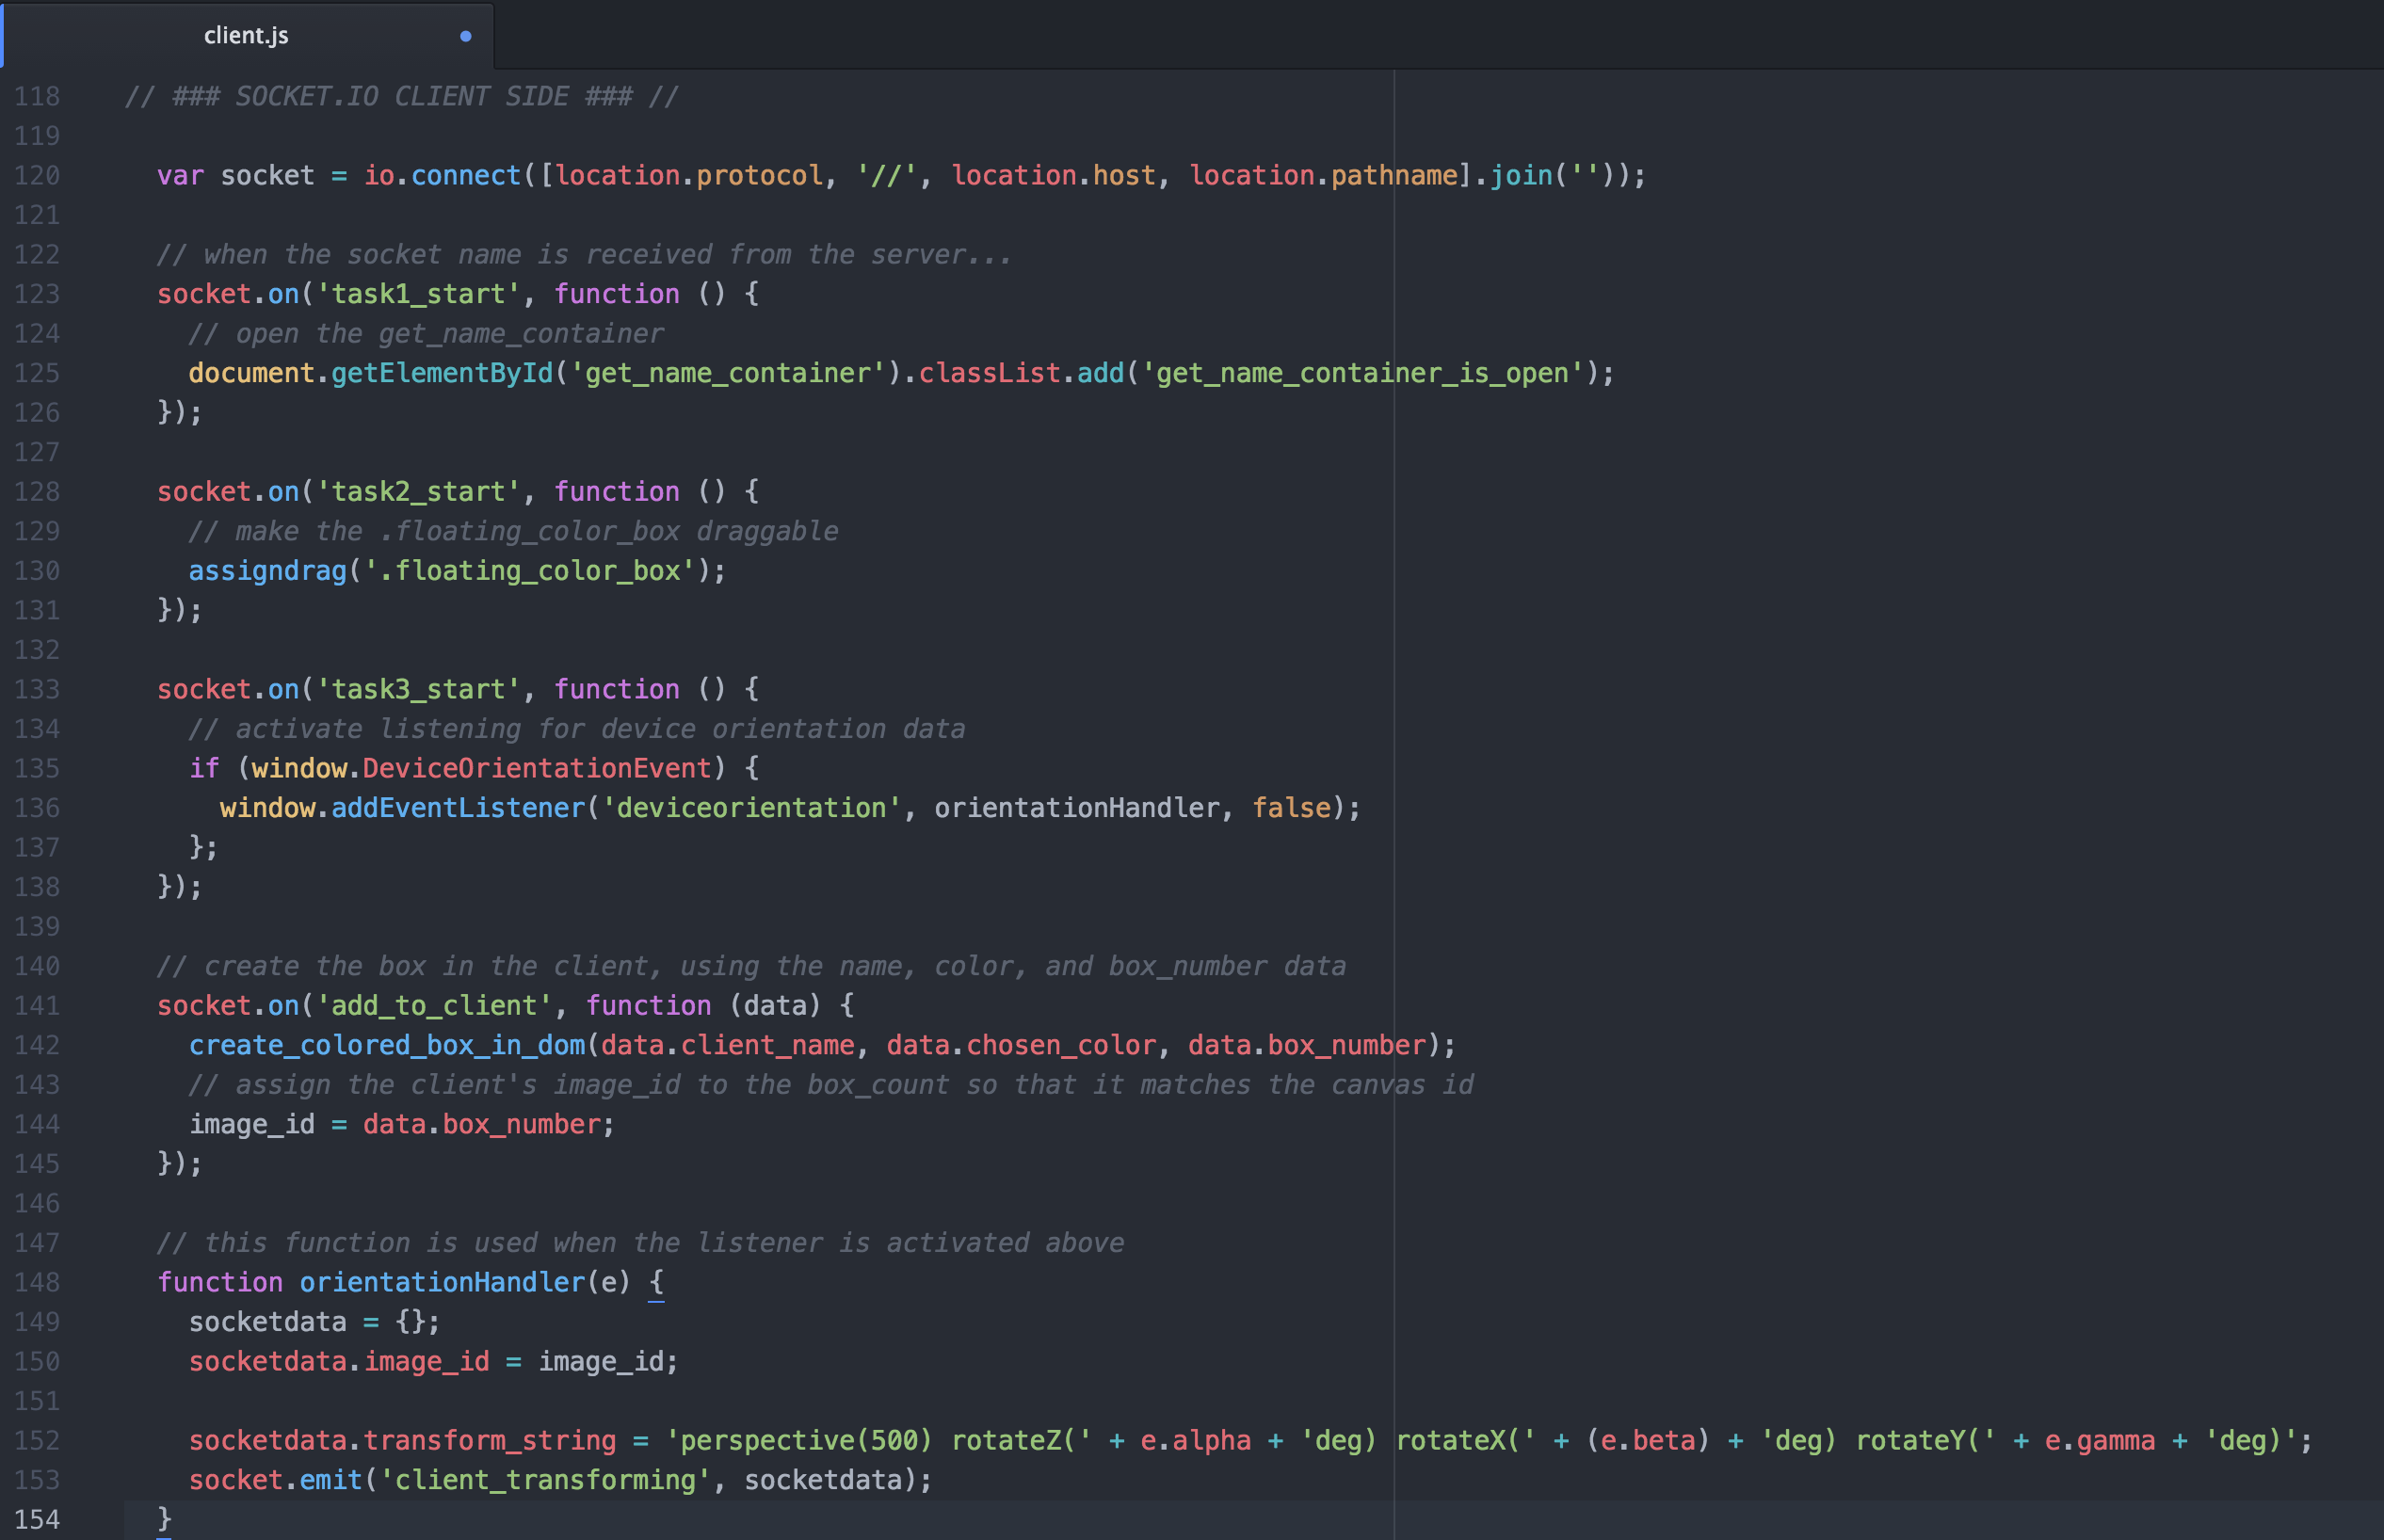 client.js
118 // ### SOCKET.IO CLIENT SIDE ### //
119
120 var socket = io.connect([location.protocol, '//', location.host, location.pathname].join(''));
121
122 // when the socket name is received from the server...
123 socket.on('task1_start', function () {
124 // open the get_name_container
125 document.getElementById('get_name_container').classList.add('get_name_container_is_open');
126 });
127
128 socket.on('task2_start', function () {
129 // make the .floating_color_box draggable
130 assigndrag('.floating_color_box');
131 });
132
133 socket.on('task3_start', function () {
134 // activate listening for device orientation data
135 if (window.DeviceOrientationEvent) {
136 window.addEventListener('deviceorientation', orientationHandler, false);
137 };
138 });
139
140 // create the box in the client, using the name, color, and box_number data
141 socket.on('add_to_client', function (data) {
142 create_colored_box_in_dom(data.client_name, data.chosen_color, data.box_number);
143 // assign the client's image_id to the box_count so that it matches the canvas id
144 image_id = data.box_number;
145 });
146
147 // this function is used when the listener is activated above
148 function orientationHandler(e) {
149 socketdata = {};
150 socketdata.image_id = image_id;
151
152 socketdata.transform_string = 'perspective(500) rotateZ(' + e.alpha + 'deg) rotateX(' + (e.beta) + 'deg) rotateY(' + e.gamma + 'deg)';
153 socket.emit('client_transforming', socketdata);
154 }